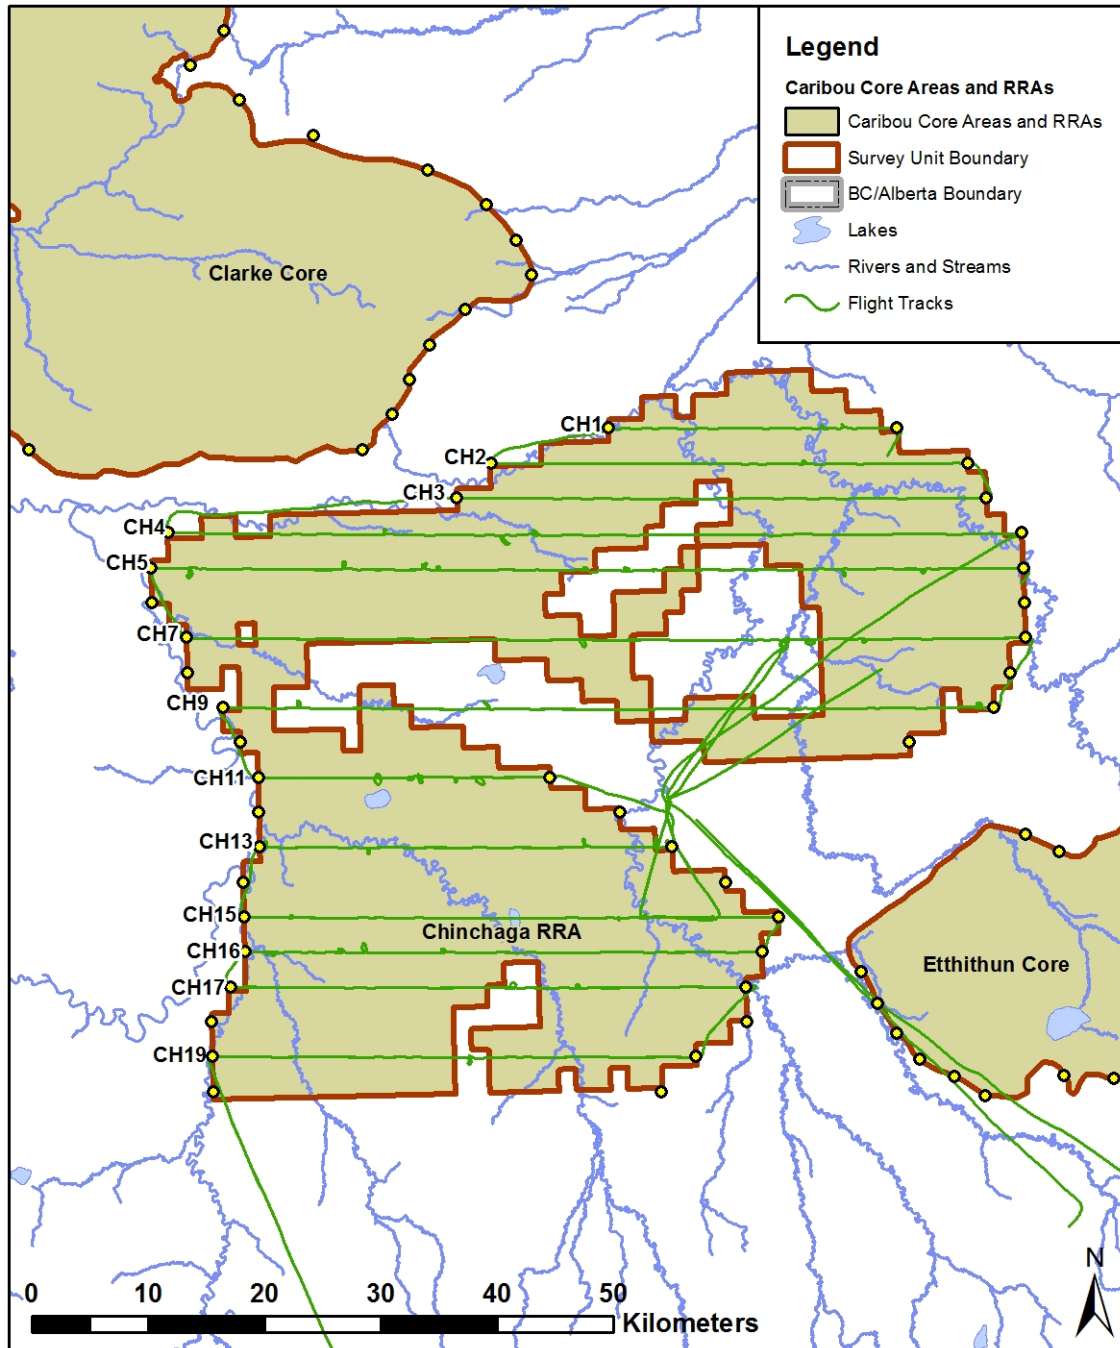 Legend
Caribou Core Areas and RRAs
Caribou Core Areas and RRAs
Survey Unit Boundary
BC/Alberta Boundary
Lakes
Rivers and Streams
Flight Tracks
Clarke Core
CH1
CH2
CH3
CH4
CH5
CH7
CH9
CH11
CH13
CH15
Chinchaga RRA
CH16
Etthithun Core
CH17
CH19
N
0 10 20 30 40 50
Kilometers